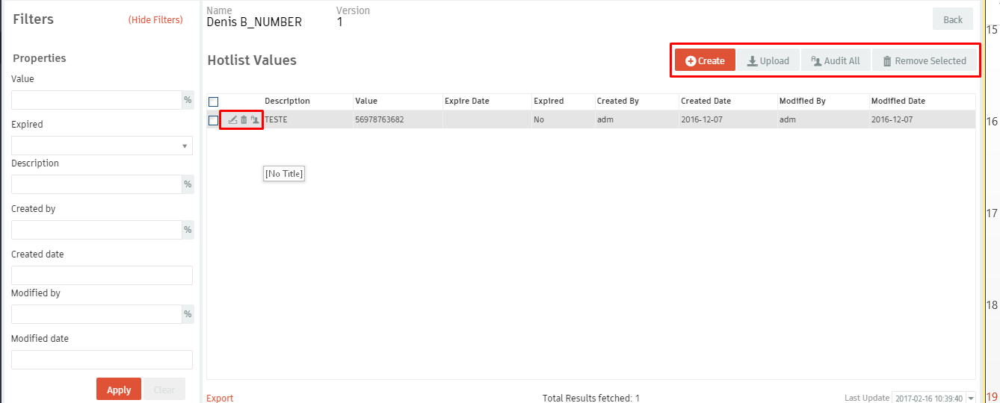 Filters
(Hide Filters)
Properties
Value
%
Expired
Description
%
Created by
%
Created date
Modified by
%
Modified date
Apply
Clear
Name Version
Denis B_NUMBER 1
Back
Hotlist Values
Create Upload Audit All Remove Selected
Description Value Expire Date Expired Created By Created Date Modified By Modified Date
TESTE 56978763682 No adm 2016-12-07 adm 2016-12-07
[No Title]
Export Total Results fetched: 1 Last Update 2017-02-16 10:39:40
15
16
17
18
19